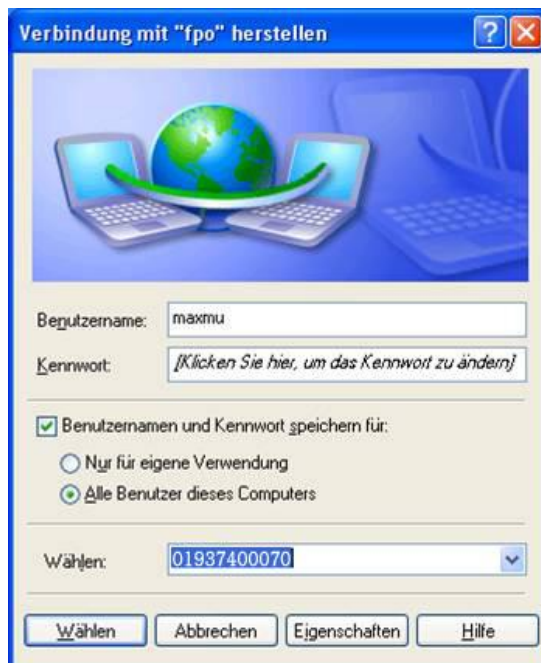 Verbindung mit "fpo" herstellen
Benutzername: maxmu
Kennwort: [Klicken Sie hier, um das Kennwort zu ändern]
Benutzernamen und Kennwort speichern für:
Nur für eigene Verwendung
Alle Benutzer dieses Computers
Wählen: 01937400070
Wählen Abbrechen Eigenschaften Hilfe